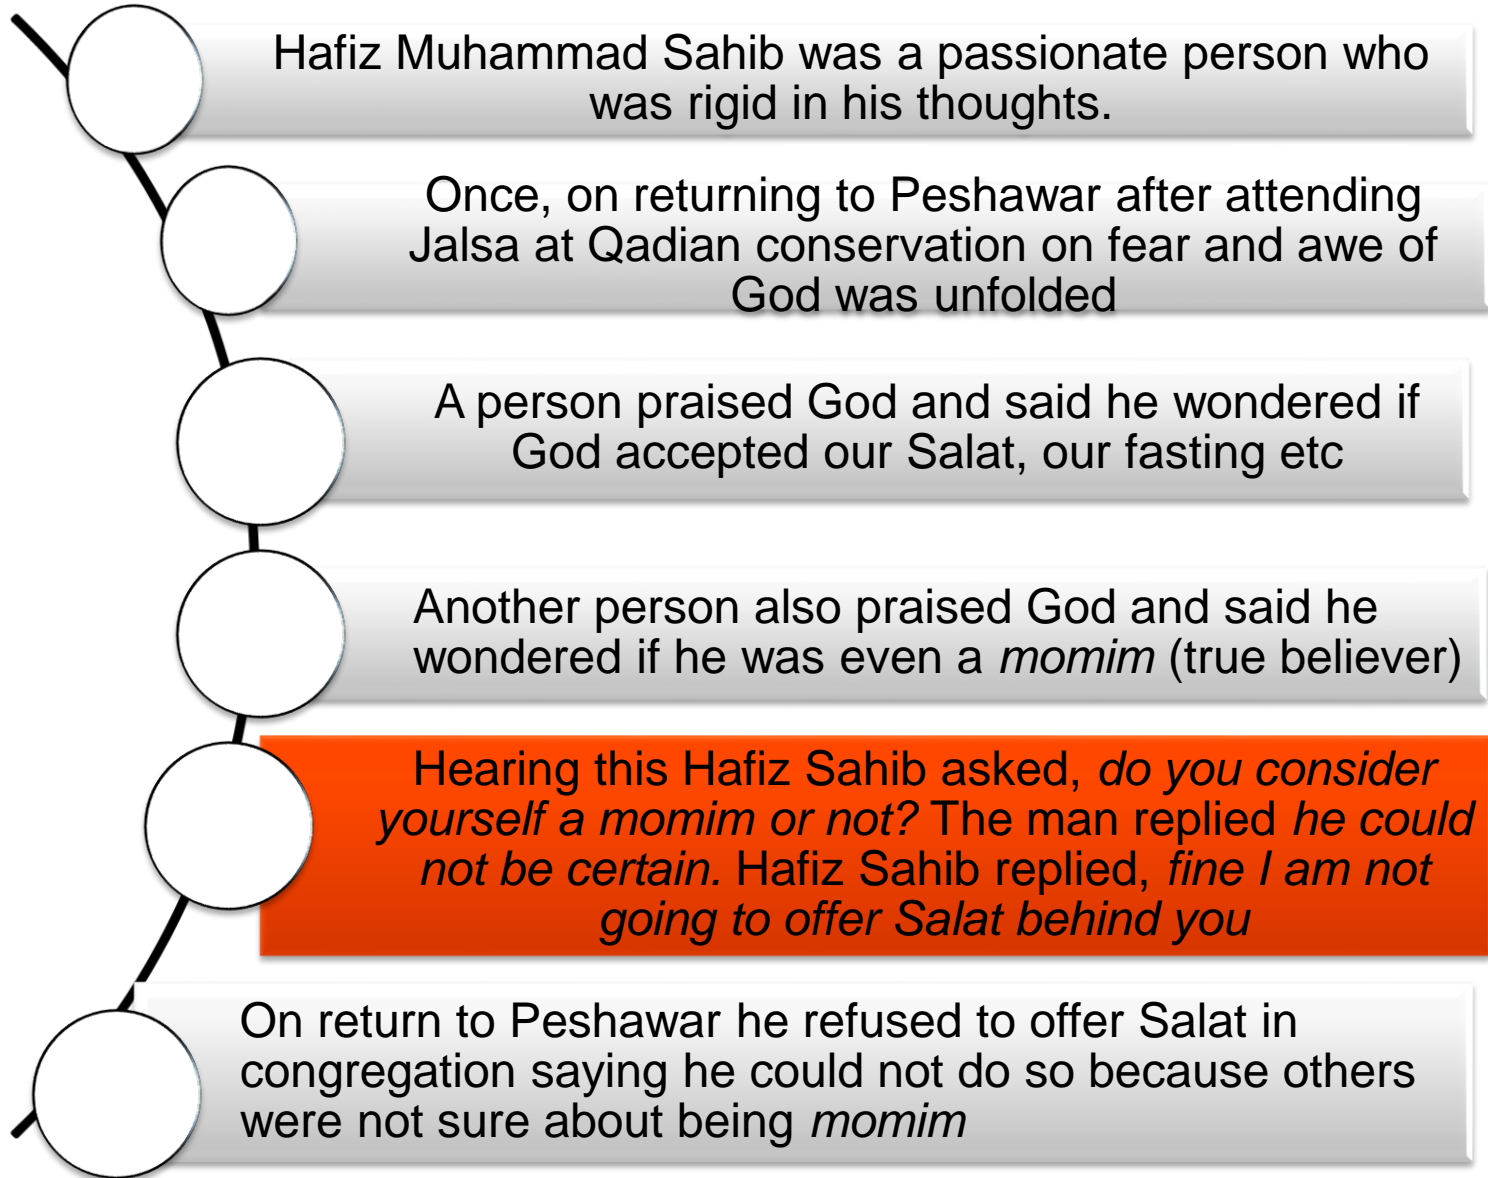 Hafiz Muhammad Sahib was a passionate person who
was rigid in his thoughts.
Once, on returning to Peshawar after attending
Jalsa at Qadian conservation on fear and awe of
God was unfolded
A person praised God and said he wondered if
God accepted our Salat, our fasting etc
Another person also praised God and said he
wondered if he was even a momim (true believer)
Hearing this Hafiz Sahib asked, do you consider
yourself a momim or not? The man replied he could
not be certain. Hafiz Sahib replied, fine I am not
going to offer Salat behind you
On return to Peshawar he refused to offer Salat in
congregation saying he could not do so because others
were not sure about being momim